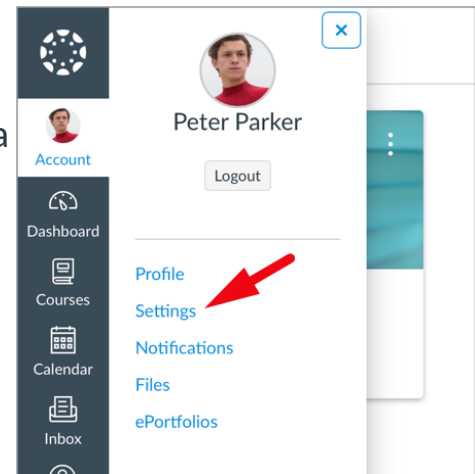 a
Account
Dashboard
Courses
Calendar
Inbox
×
Peter Parker
Logout
Profile
Settings
Notifications
Files
ePortfolios